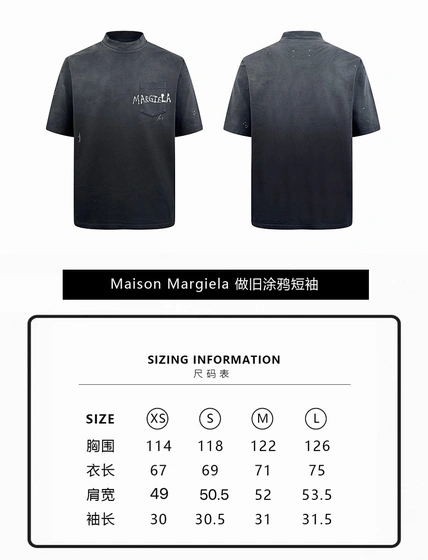 MARGIELA
Maison Margiela 做旧涂鸦短袖
SIZING INFORMATION
尺码表
SIZE XS S M L
胸围 114 118 122 126
衣长 67 69 71 75
肩宽 49 50.5 52 53.5
袖长 30 30.5 31 31.5